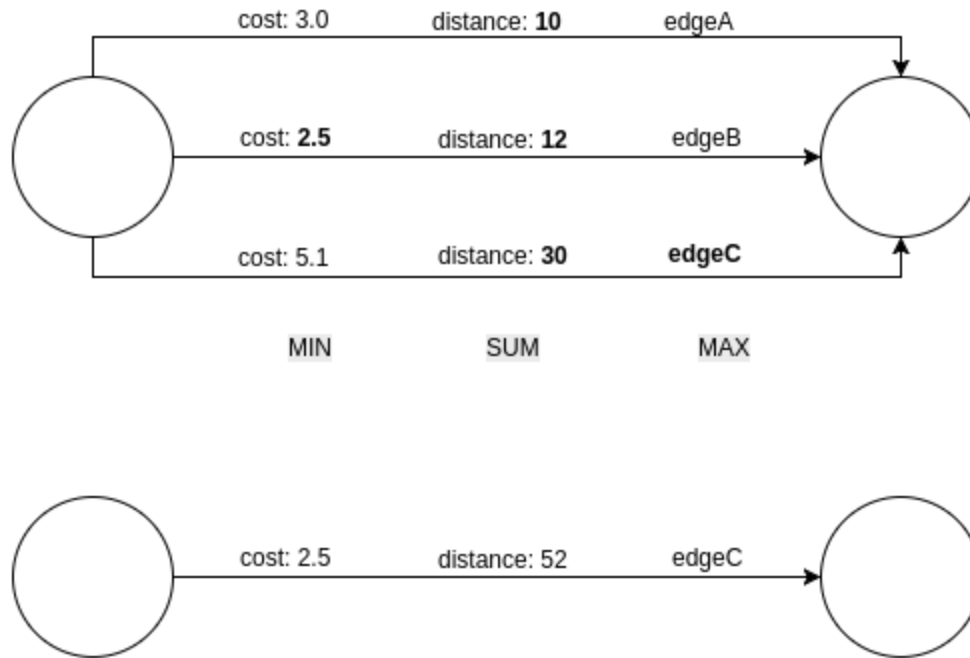 cost: 3.0 distance: 10 edgeA
cost: 2.5 distance: 12 edgeB
cost: 5.1 distance: 30 edgeC
MIN SUM MAX
cost: 2.5 distance: 52 edgeC